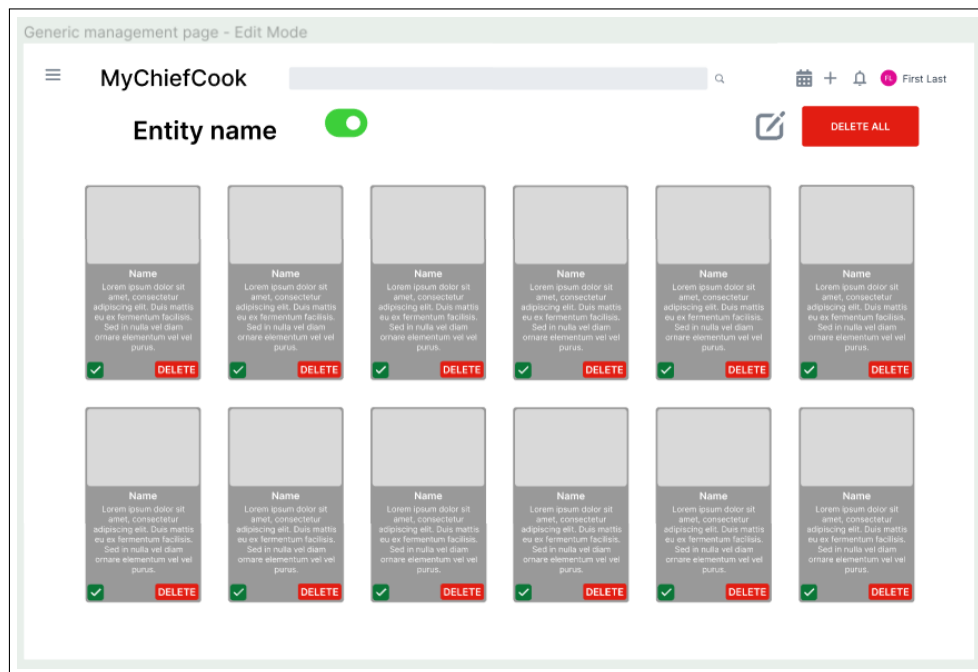 Generic management page - Edit Mode
MyChiefCook
FL
First Last
Entity name
DELETE ALL
Name
Lorem ipsum dolor sit
amet, consectetur
adipiscing elit. Duis mattis
eu ex fermentum facilisis.
Sed in nulla vel diam
ornare elementum vel vel
purus.
DELETE
Name
Lorem ipsum dolor sit
amet, consectetur
adipiscing elit. Duis mattis
eu ex fermentum facilisis.
Sed in nulla vel diam
ornare elementum vel vel
purus.
DELETE
Name
Lorem ipsum dolor sit
amet, consectetur
adipiscing elit. Duis mattis
eu ex fermentum facilisis.
Sed in nulla vel diam
ornare elementum vel vel
purus.
DELETE
Name
Lorem ipsum dolor sit
amet, consectetur
adipiscing elit. Duis mattis
eu ex fermentum facilisis.
Sed in nulla vel diam
ornare elementum vel vel
purus.
DELETE
Name
Lorem ipsum dolor sit
amet, consectetur
adipiscing elit. Duis mattis
eu ex fermentum facilisis.
Sed in nulla vel diam
ornare elementum vel vel
purus.
DELETE
Name
Lorem ipsum dolor sit
amet, consectetur
adipiscing elit. Duis mattis
eu ex fermentum facilisis.
Sed in nulla vel diam
ornare elementum vel vel
purus.
DELETE
Name
Lorem ipsum dolor sit
amet, consectetur
adipiscing elit. Duis mattis
eu ex fermentum facilisis.
Sed in nulla vel diam
ornare elementum vel vel
purus.
DELETE
Name
Lorem ipsum dolor sit
amet, consectetur
adipiscing elit. Duis mattis
eu ex fermentum facilisis.
Sed in nulla vel diam
ornare elementum vel vel
purus.
DELETE
Name
Lorem ipsum dolor sit
amet, consectetur
adipiscing elit. Duis mattis
eu ex fermentum facilisis.
Sed in nulla vel diam
ornare elementum vel vel
purus.
DELETE
Name
Lorem ipsum dolor sit
amet, consectetur
adipiscing elit. Duis mattis
eu ex fermentum facilisis.
Sed in nulla vel diam
ornare elementum vel vel
purus.
DELETE
Name
Lorem ipsum dolor sit
amet, consectetur
adipiscing elit. Duis mattis
eu ex fermentum facilisis.
Sed in nulla vel diam
ornare elementum vel vel
purus.
DELETE
Name
Lorem ipsum dolor sit
amet, consectetur
adipiscing elit. Duis mattis
eu ex fermentum facilisis.
Sed in nulla vel diam
ornare elementum vel vel
purus.
DELETE